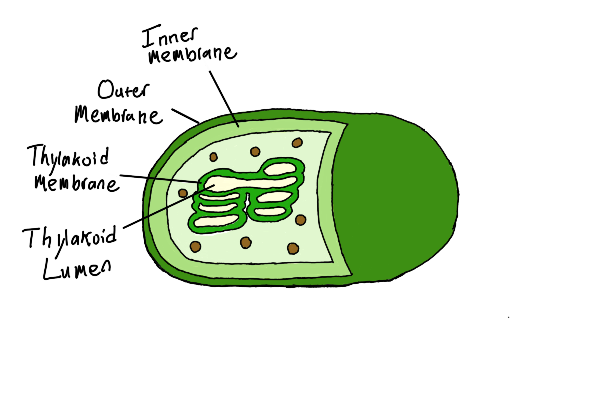 Inner
membrane
Outer
Membrane
Thylakoid
Membrane
Thylakoid
Lumen